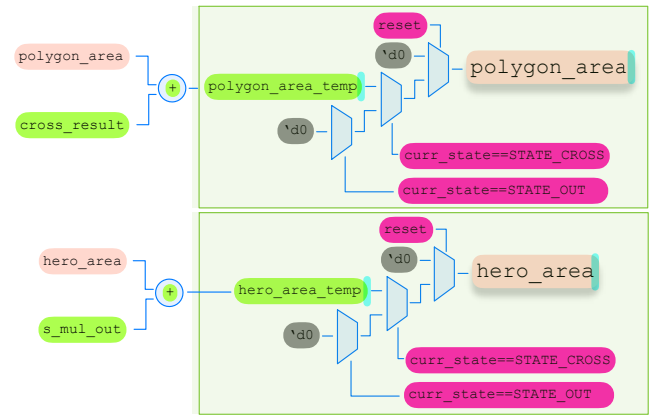 reset
polygon_area
'd0
polygon_area
+
polygon_area_temp
cross_result
'd0
curr_state==STATE_CROSS
curr_state==STATE_OUT
reset
hero_area
'd0
hero_area
+
hero_area_temp
s_mul_out
'd0
curr_state==STATE_CROSS
curr_state==STATE_OUT